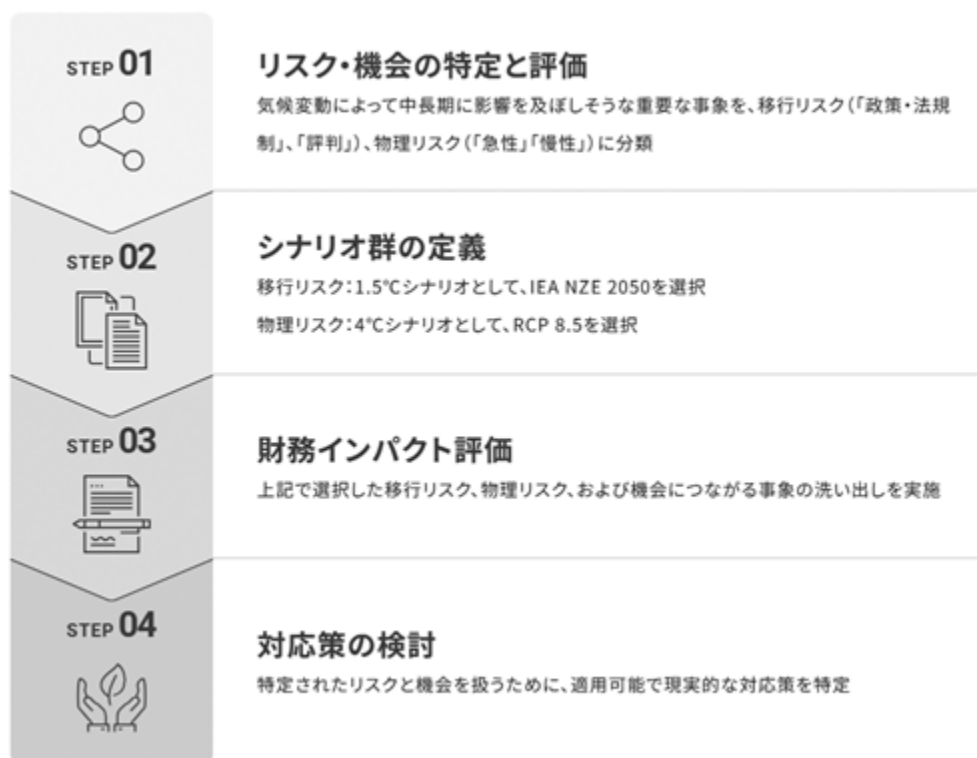 STEP 01
リスク・機会の特定と評価
気候変動によって中長期に影響を及ぼしそうな重要な事象を、移行リスク(「政策・法規
制」、「評判」)、物理リスク(「急性」「慢性」)に分類
STEP 02
シナリオ群の定義
移行リスク：1.5℃シナリオとして、IEA NZE 2050を選択
物理リスク：4℃シナリオとして、RCP 8.5を選択
STEP 03
財務インパクト評価
上記で選択した移行リスク、物理リスク、および機会につながる事象の洗い出しを実施
STEP 04
対応策の検討
特定されたリスクと機会を扱うために、適用可能で現実的な対応策を特定